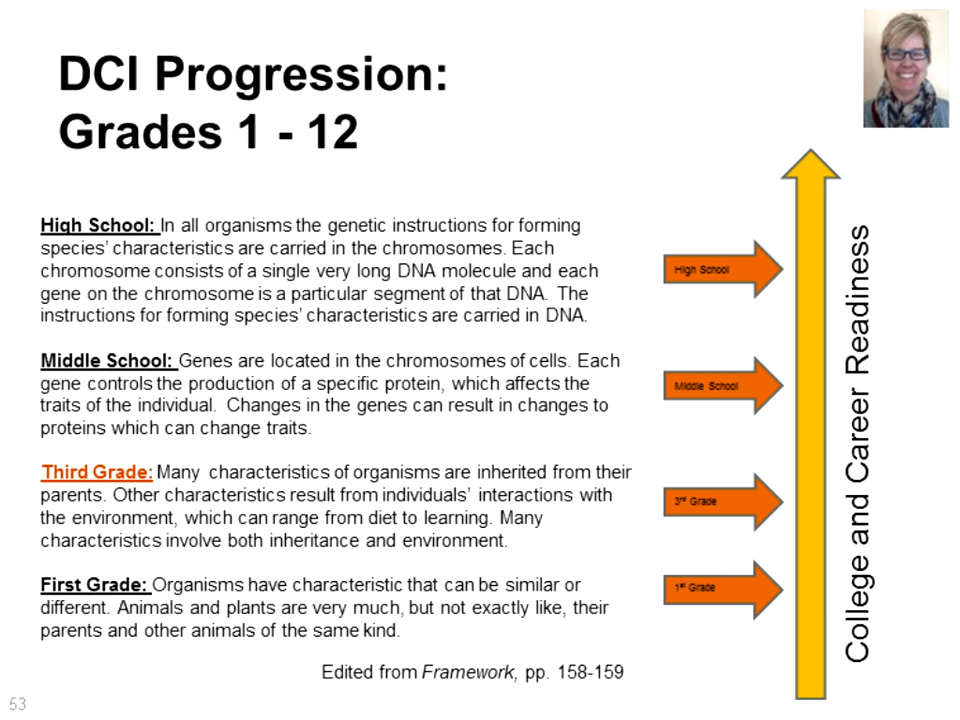 DCI Progression:
Grades 1 - 12
High School: In all organisms the genetic instructions for forming
species' characteristics are carried in the chromosomes. Each
chromosome consists of a single very long DNA molecule and each
gene on the chromosome is a particular segment of that DNA. The
instructions for forming species' characteristics are carried in DNA.
Middle School: Genes are located in the chromosomes of cells. Each
gene controls the production of a specific protein, which affects the
traits of the individual. Changes in the genes can result in changes to
proteins which can change traits.
Third Grade: Many characteristics of organisms are inherited from their
parents. Other characteristics result from individuals' interactions with
the environment, which can range from diet to learning. Many
characteristics involve both inheritance and environment.
First Grade: Organisms have characteristic that can be similar or
different. Animals and plants are very much, but not exactly like, their
parents and other animals of the same kind.
Edited from Framework, pp. 158-159
High School
Middle School
3rd Grade
1st Grade
College and Career Readiness
53